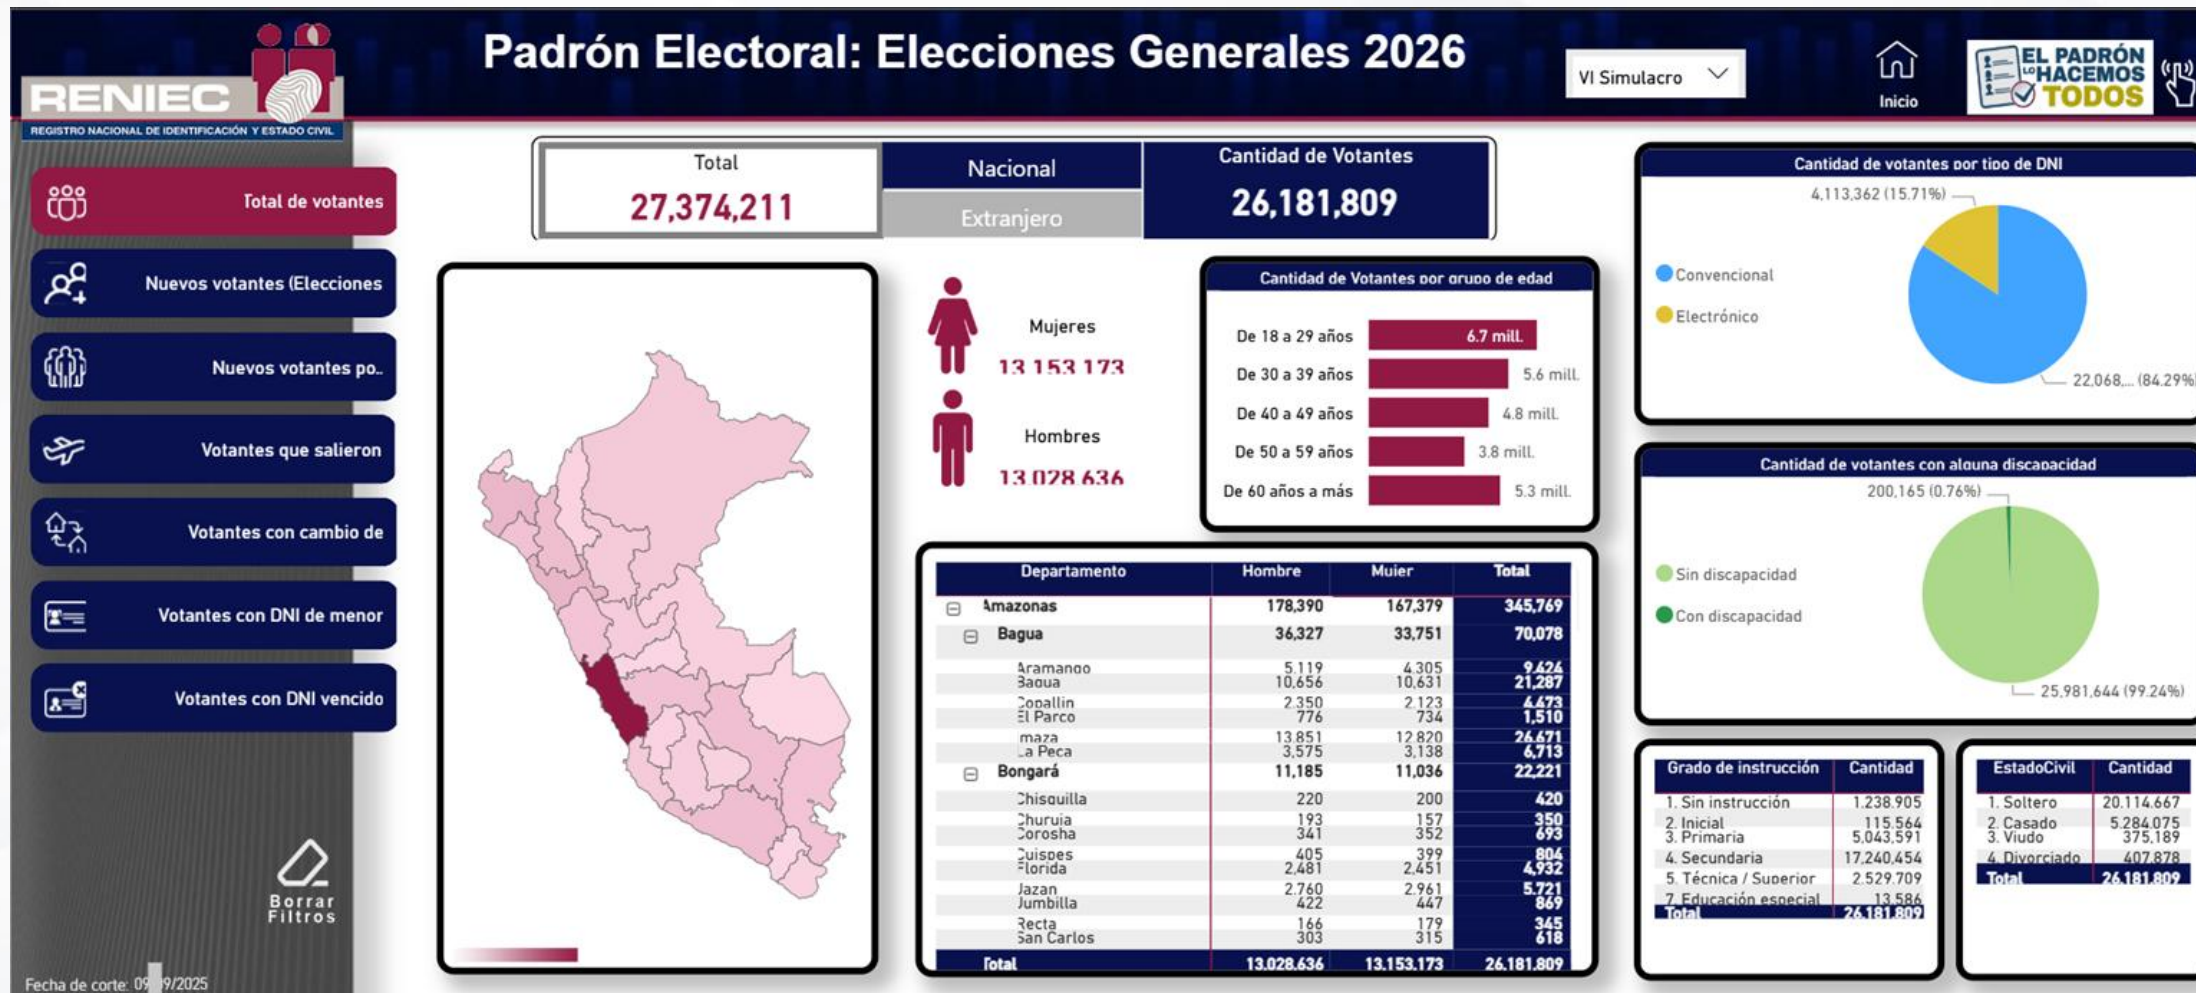 RENIEC
REGISTRO NACIONAL DE IDENTIFICACIÓN Y ESTADO CIVIL
Padrón Electoral: Elecciones Generales 2026
VI Simulacro
Inicio
EL PADRÓN
LO HACEMOS
TODOS
Total de votantes
Nuevos votantes (Elecciones
Nuevos votantes po..
Votantes que salieron
Votantes con cambio de
Votantes con DNI de menor
Votantes con DNI vencido
Borrar
Filtros
Fecha de corte:
Total
27,374,211
Nacional
Extranjero
Cantidad de Votantes
26,181,809
Mujeres
13 153 173
Hombres
13 028 636
Cantidad de Votantes por grupo de edad
De 18 a 29 años 6.7 mill.
De 30 a 39 años 5.6 mill.
De 40 a 49 años 4.8 mill.
De 50 a 59 años 3.8 mill.
De 60 años a más 5.3 mill.
Departamento Hombre Mujer Total
Amazonas 178,390 167,379 345,769
Bagua 36,327 33,751 70,078
Aramango 5,119 4,305 9,424
Bagua 10,656 10,631 21,287
Copallin 2,350 2,123 4,473
El Parco 776 734 1,510
Imaza 13,851 12,820 26,671
La Peca 3,575 3,138 6,713
Bongará 11,185 11,036 22,221
Chisquilla 220 200 420
Churuja 193 157 350
Corosha 341 352 693
Cuispes 405 399 804
Florida 2,481 2,451 4,932
Jazan 2,760 2,961 5,721
Jumbilla 422 447 869
Recta 166 179 345
San Carlos 303 315 618
Total 13,028,636 13,153,173 26,181,809
Cantidad de votantes por tipo de DNI
4,113,362 (15.71%)
Convencional
Electrónico
22,068,... (84.29%)
Cantidad de votantes con alguna discapacidad
200,165 (0.76%)
Sin discapacidad
Con discapacidad
25,981,644 (99.24%)
Grado de instrucción Cantidad
1. Sin instrucción 1,238,905
2. Inicial 115,564
3. Primaria 5,043,591
4. Secundaria 17,240,454
5. Técnica / Superior 2,529,709
7. Educación especial 13,586
Total 26,181,809
EstadoCivil Cantidad
1. Soltero 20,114,667
2. Casado 5,284,075
3. Viudo 375,189
4. Divorciado 407,878
Total 26,181,809